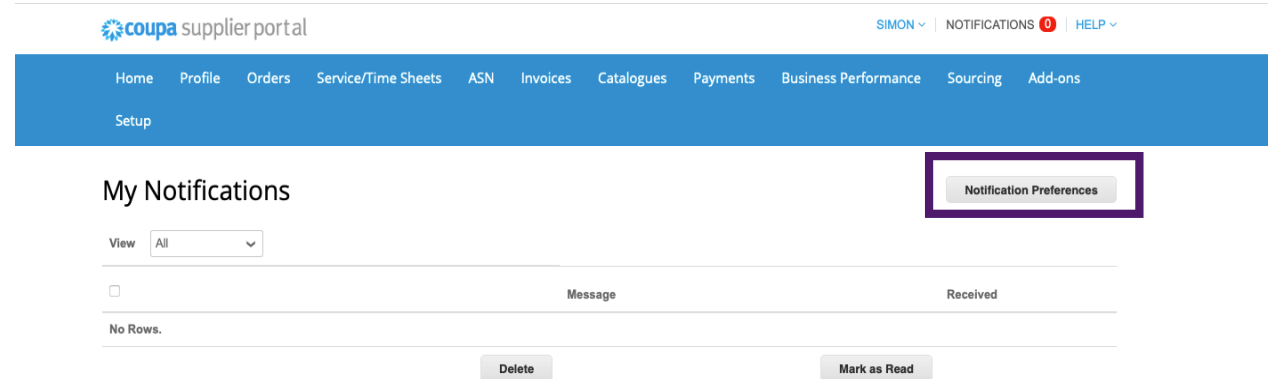 coupa supplier portal SIMON NOTIFICATIONS 0 HELP
Home Profile Orders Service/Time Sheets ASN Invoices Catalogues Payments Business Performance Sourcing Add-ons
Setup
My Notifications Notification Preferences
View All
Message Received
No Rows.
Delete Mark as Read